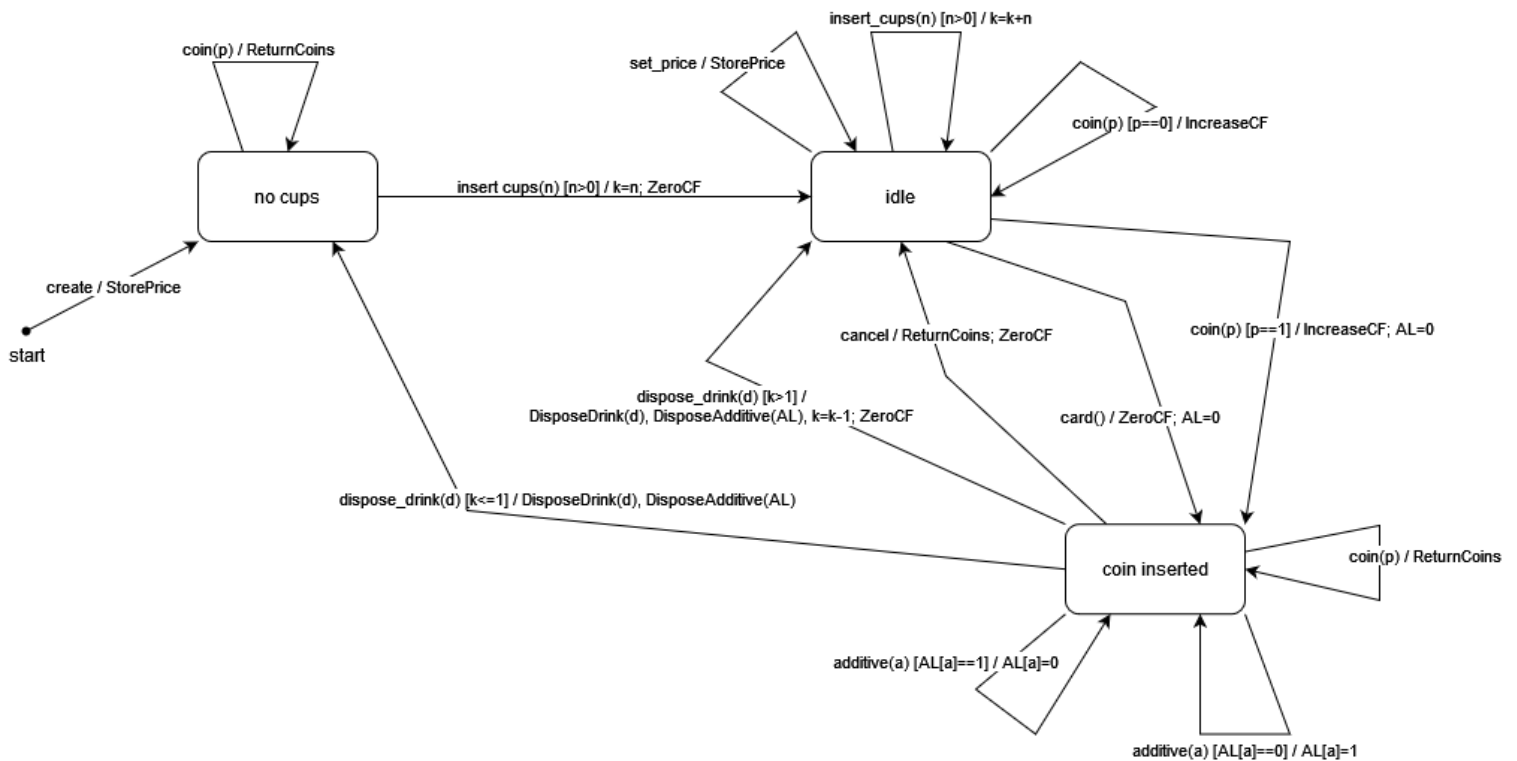 insert_cups(n) [n>0] / k=k+n
coin(p) / ReturnCoins
set_price / StorePrice
coin(p) [p==0] / IncreaseCF
no cups
insert cups(n) [n>0] / k=n; ZeroCF
idle
create / StorePrice
start
cancel / ReturnCoins; ZeroCF
coin(p) [p==1] / IncreaseCF; AL=0
dispose_drink(d) [k>1] /
DisposeDrink(d), DisposeAdditive(AL), k=k-1; ZeroCF
card() / ZeroCF; AL=0
dispose_drink(d) [k<=1] / DisposeDrink(d), DisposeAdditive(AL)
coin inserted
coin(p) / ReturnCoins
additive(a) [AL[a]==1] / AL[a]=0
additive(a) [AL[a]==0] / AL[a]=1